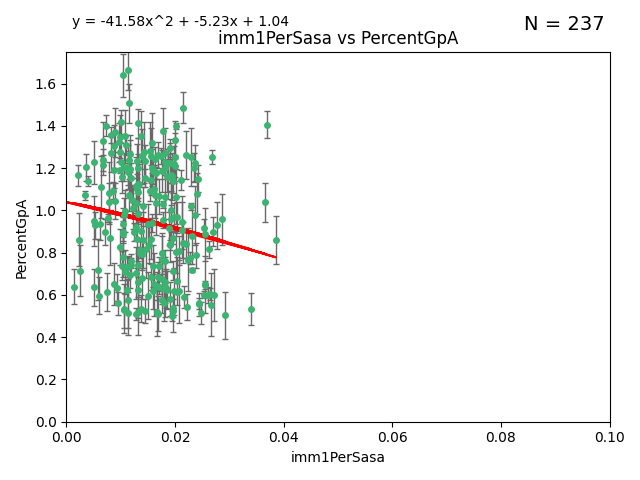 y = -41.58x^2 + -5.23x + 1.04
N = 237
imm1PerSasa vs PercentGpA
PercentGpA
1.6
1.4
1.2
1.0
0.8
0.6
0.4
0.2
0.0
0.00 0.02 0.04 0.06 0.08 0.10
imm1PerSasa